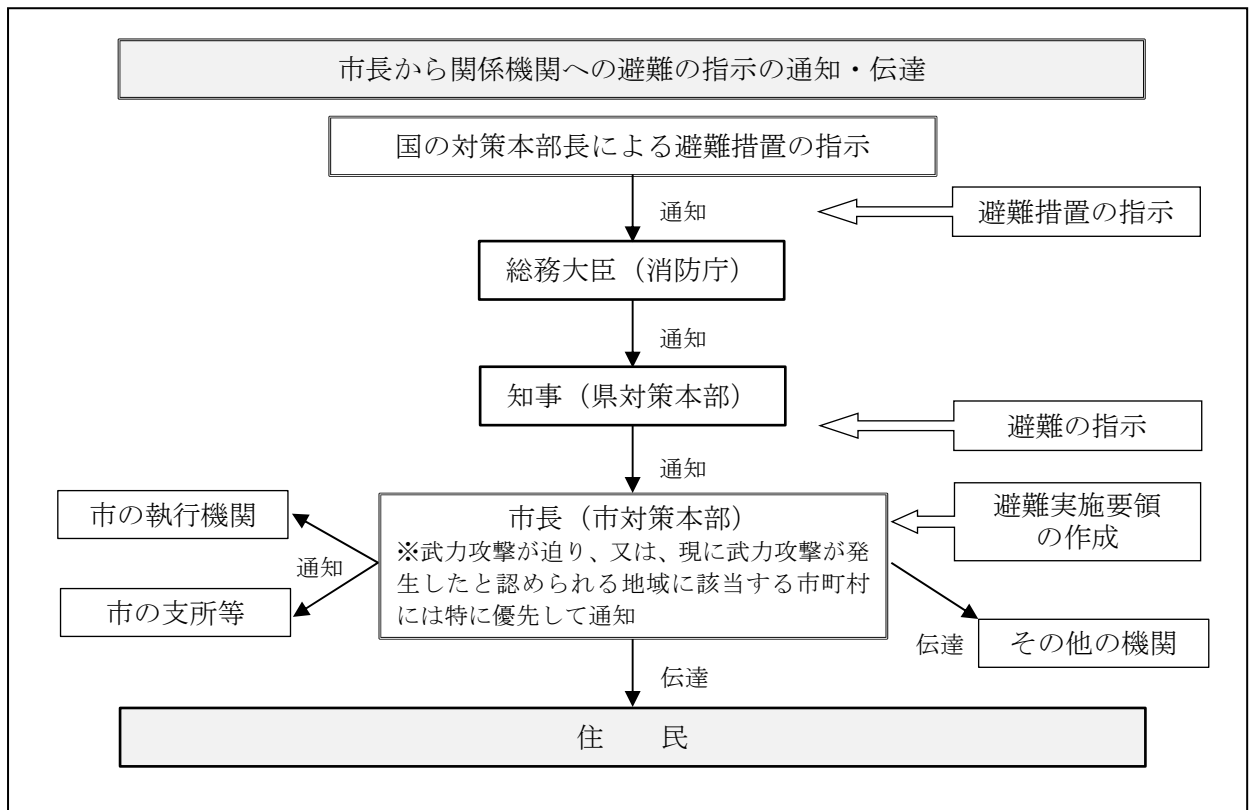 市長から関係機関への避難の指示の通知・伝達
国の対策本部長による避難措置の指示
通知
避難措置の指示
総務大臣（消防庁）
通知
知事（県対策本部）
避難の指示
通知
市の執行機関
通知
市の支所等
市長（市対策本部）
※武力攻撃が迫り、又は、現に武力攻撃が発
生したと認められる地域に該当する市町村
には特に優先して通知
避難実施要領
の作成
伝達
その他の機関
伝達
住　　民